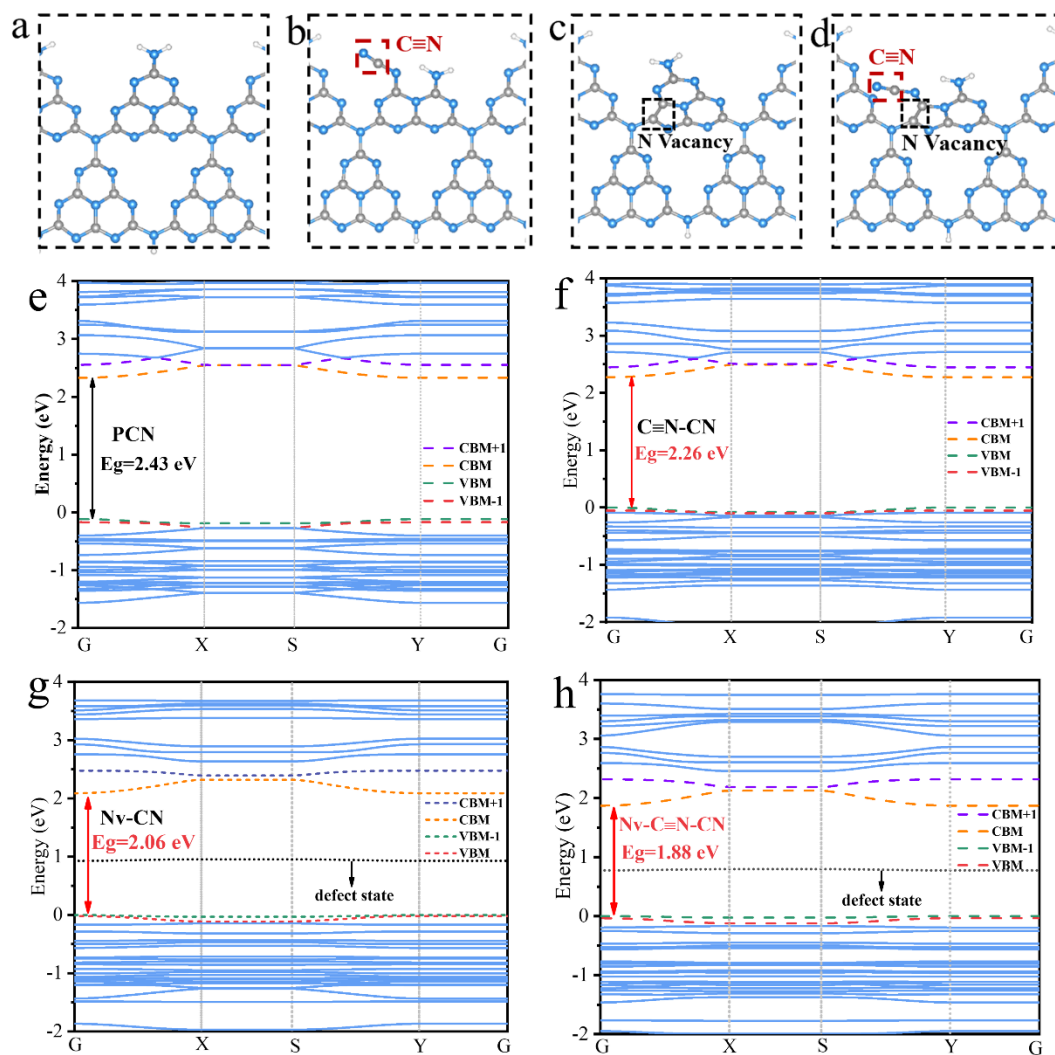 a
b
C≡N
c
N Vacancy
d
C≡N
N Vacancy
e
4
3
2
1
0
-1
-2
Energy (eV)
PCN
Eg=2.43 eV
CBM+1
CBM
VBM
VBM-1
G
X
S
Y
G
f
4
3
2
1
0
-1
-2
Energy (eV)
C≡N-CN
Eg=2.26 eV
CBM+1
CBM
VBM
VBM-1
G
X
S
Y
G
g
4
3
2
1
0
-1
-2
Energy (eV)
Nv-CN
Eg=2.06 eV
CBM+1
CBM
VBM-1
VBM
defect state
G
X
S
Y
G
h
4
3
2
1
0
-1
-2
Energy (eV)
Nv-C≡N-CN
Eg=1.88 eV
CBM+1
CBM
VBM-1
VBM
defect state
G
X
S
Y
G